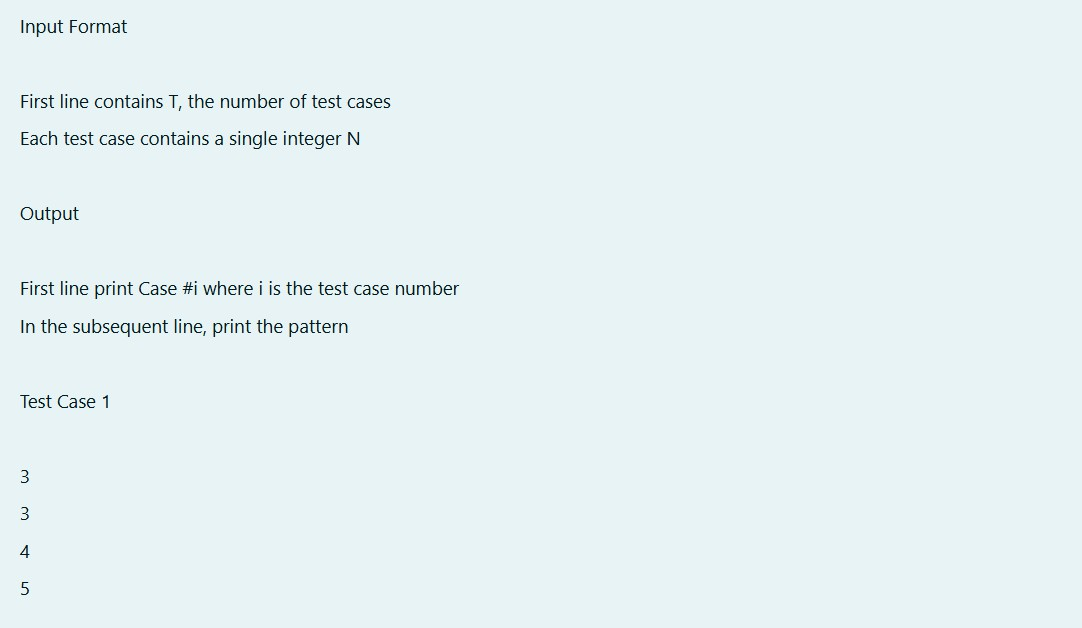 Input Format
First line contains T, the number of test cases
Each test case contains a single integer N
Output
First line print Case #i where i is the test case number
In the subsequent line, print the pattern
Test Case 1
3
3
4
5